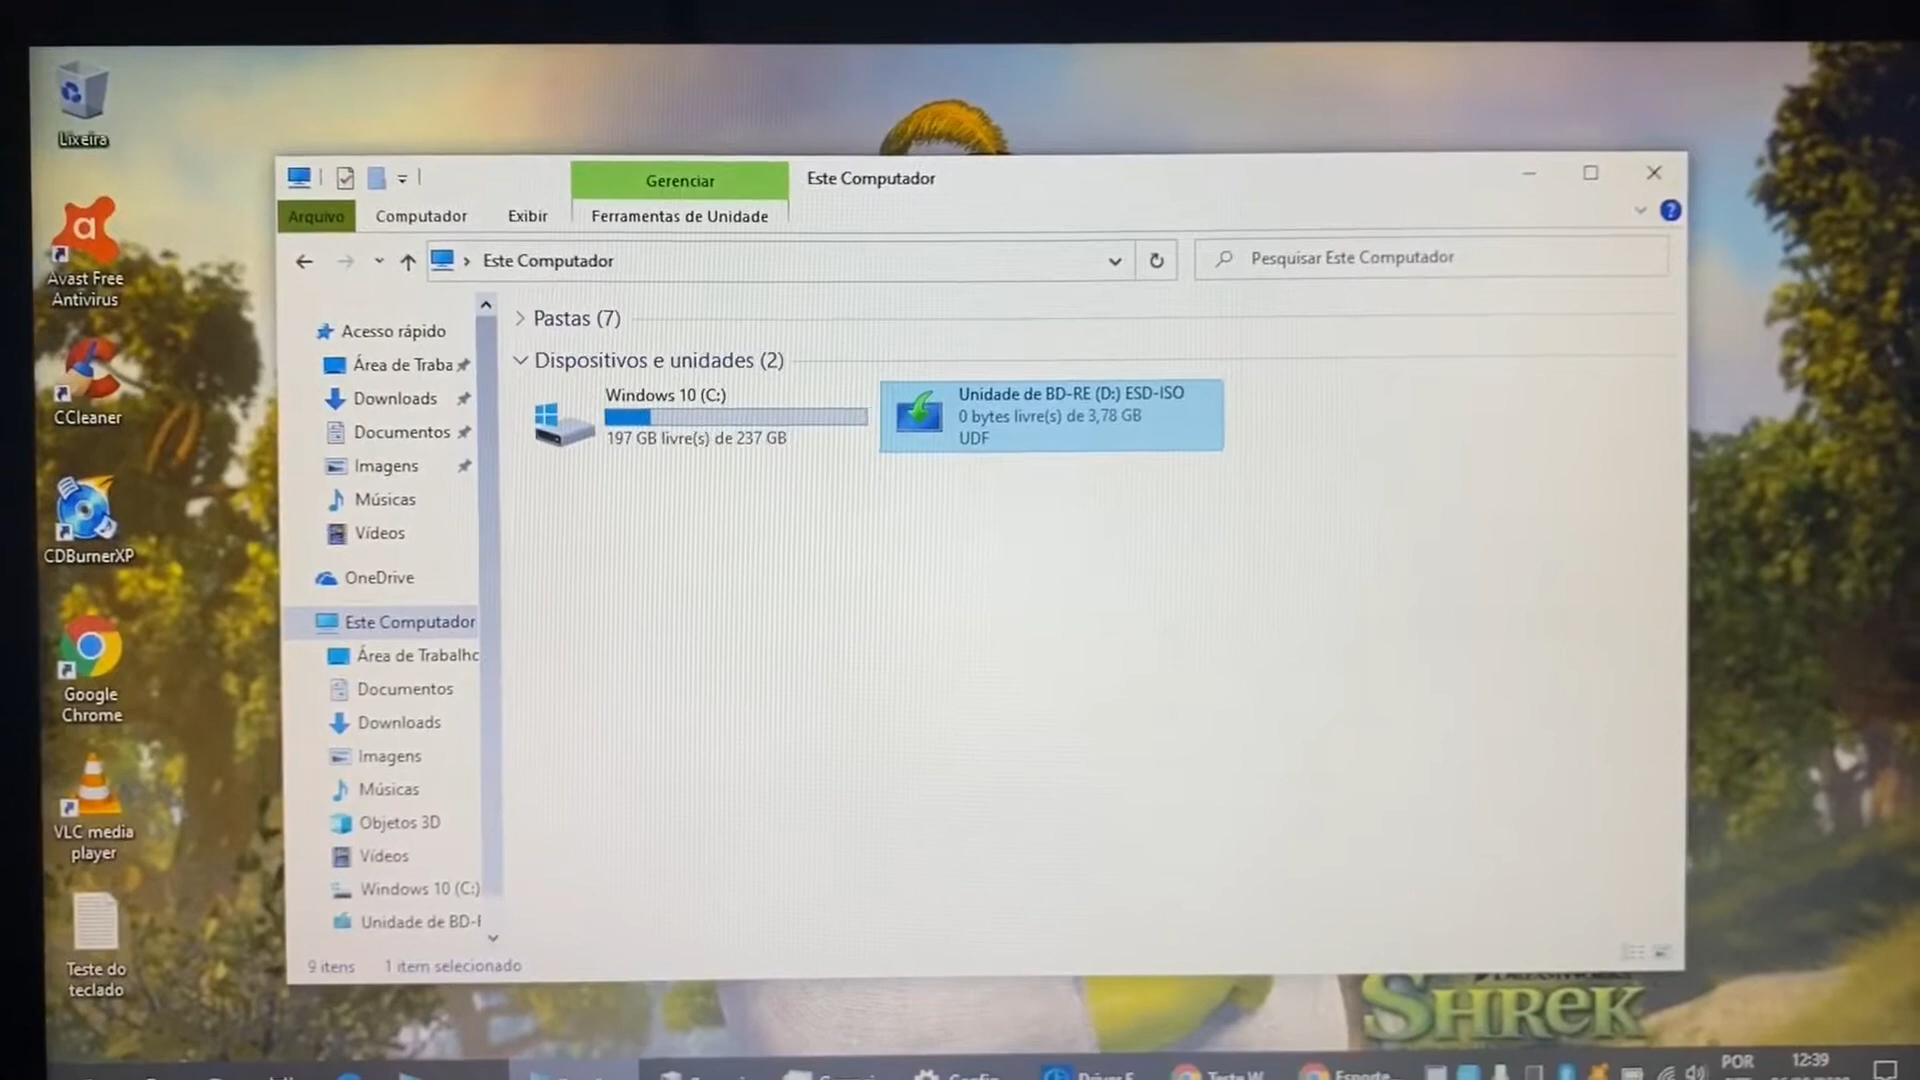 Lixeira
Avast Free
Antivirus
CCleaner
CDBurnerXP
Google
Chrome
VLC media
player
Teste do
teclado
Gerenciar
Este Computador
Arquivo
Computador
Exibir
Ferramentas de Unidade
Este Computador
Pesquisar Este Computador
Acesso rápido
Área de Traba
Downloads
Documentos
Imagens
Músicas
Vídeos
OneDrive
Este Computador
Área de Trabalho
Documentos
Downloads
Imagens
Músicas
Objetos 3D
Vídeos
Windows 10 (C:)
Unidade de BD-R
Pastas (7)
Dispositivos e unidades (2)
Windows 10 (C:)
197 GB livre(s) de 237 GB
Unidade de BD-RE (D:) ESD-ISO
0 bytes livre(s) de 3,78 GB
UDF
9 itens
1 item selecionado
SHREK
Config
Driver E
Teste W
Esporte
POR
12:39